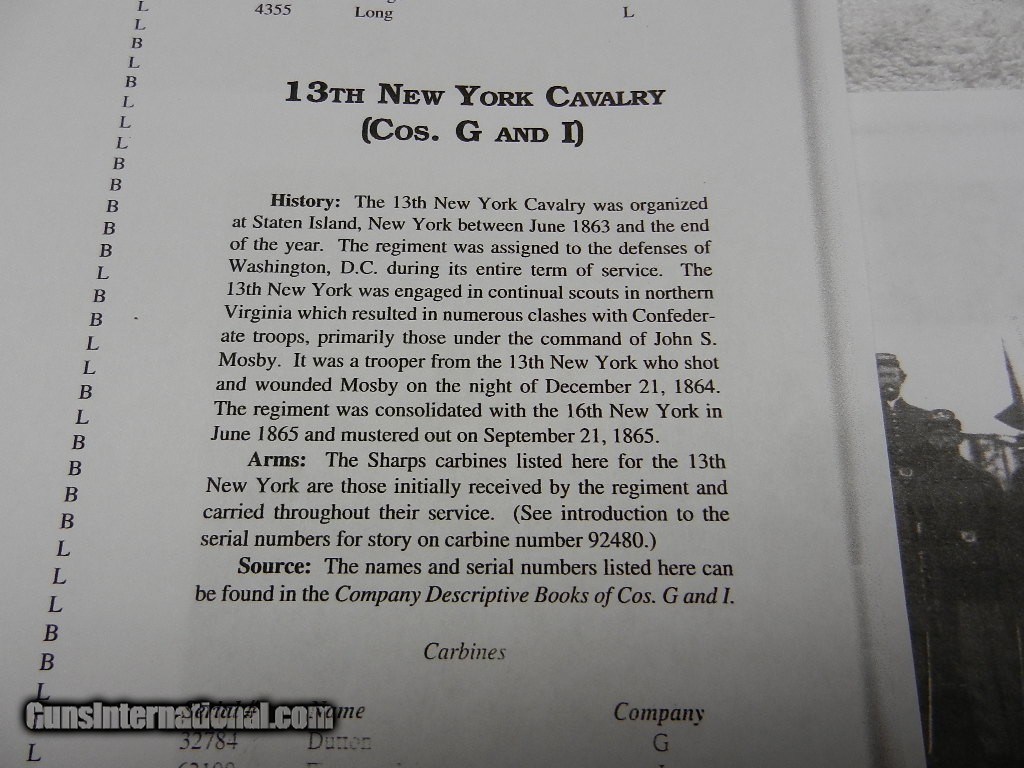 4355 Long L
L
L
B
L
B
L
L
L
B
B
B
B
B
L
B
B
L
L
B
L
B
B
B
B
L
L
L
B
B
L
L
13TH NEW YORK CAVALRY
(COS. G AND I)
History: The 13th New York Cavalry was organized
at Staten Island, New York between June 1863 and the end
of the year. The regiment was assigned to the defenses of
Washington, D.C. during its entire term of service. The
13th New York was engaged in continual scouts in northern
Virginia which resulted in numerous clashes with Confeder-
ate troops, primarily those under the command of John S.
Mosby. It was a trooper from the 13th New York who shot
and wounded Mosby on the night of December 21, 1864.
The regiment was consolidated with the 16th New York in
June 1865 and mustered out on September 21, 1865.
Arms: The Sharps carbines listed here for the 13th
New York are those initially received by the regiment and
carried throughout their service. (See introduction to the
serial numbers for story on carbine number 92480.)
Source: The names and serial numbers listed here can
be found in the Company Descriptive Books of Cos. G and I.
Carbines
Serial # Name Company
32784 Dutton G
GunsInternational.com